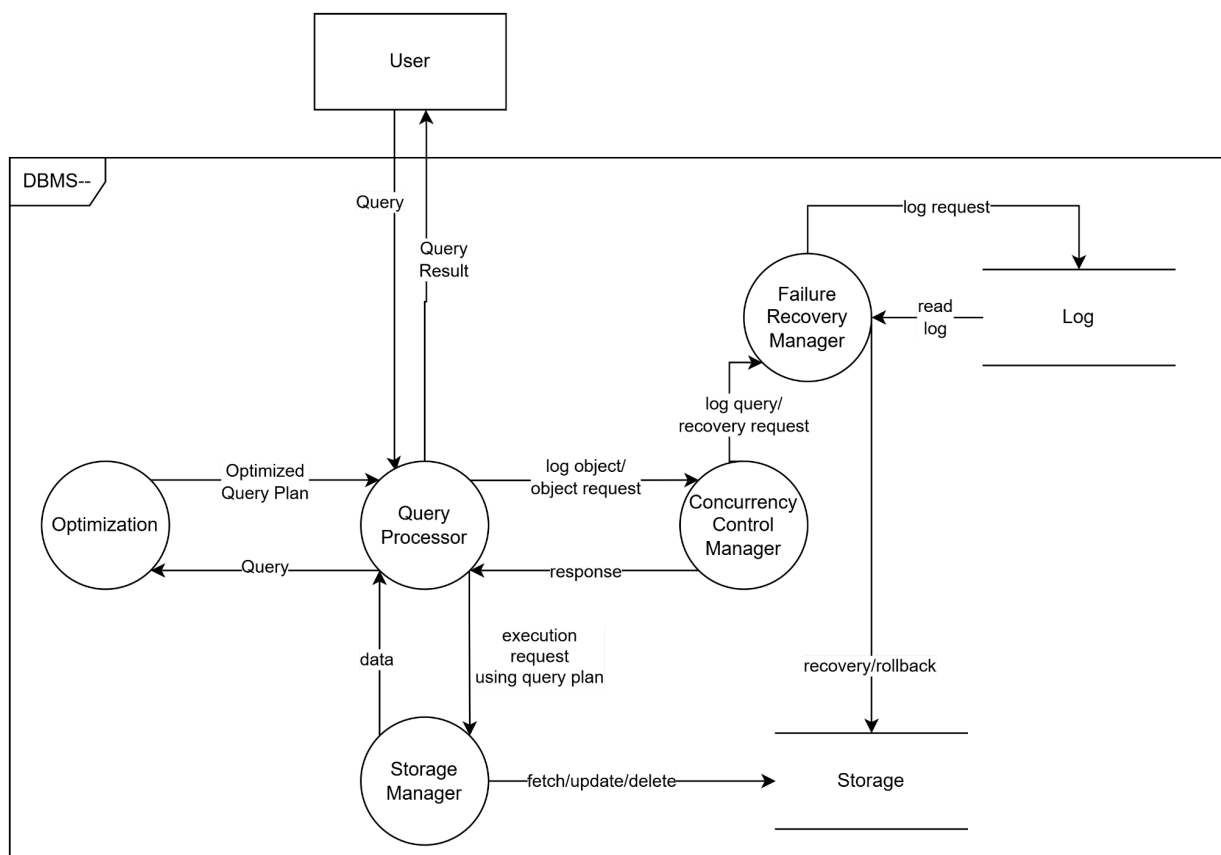 User
DBMS--
Query
Query
Result
log request
Failure
Recovery
Manager
read
log
Log
log query/
recovery request
Optimization
Optimized
Query Plan
Query
Processor
log object/
object request
Concurrency
Control
Manager
Query
response
data
execution
request
using query plan
recovery/rollback
Storage
Manager
fetch/update/delete
Storage